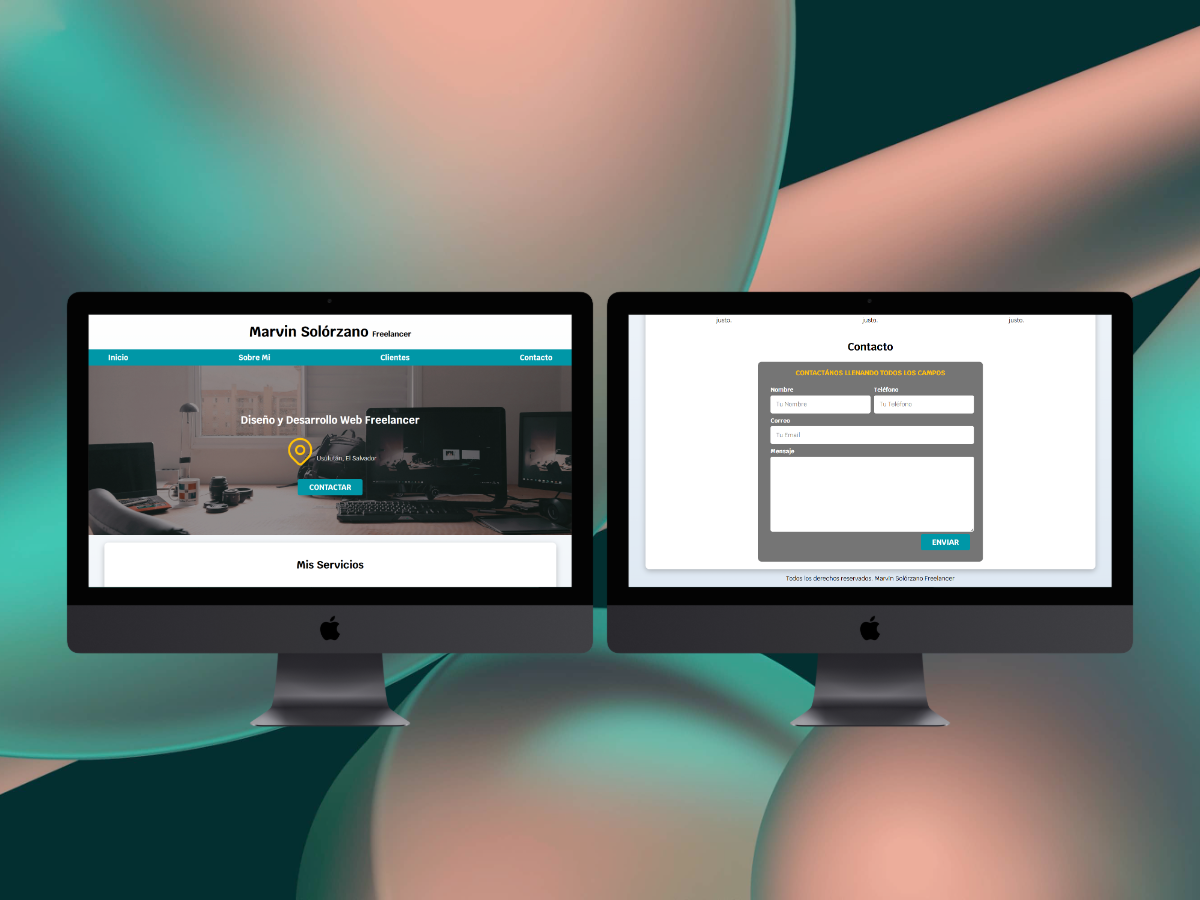 Marvin Solórzano Freelancer
Inicio Sobre Mi Clientes Contacto
Diseño y Desarrollo Web Freelancer
Usulután, El Salvador
CONTACTAR
Mis Servicios
justo. justo. justo.
Contacto
CONTACTÁNOS LLENANDO TODOS LOS CAMPOS
Nombre Teléfono
Tu Nombre Tu Teléfono
Correo
Tu Email
Mensaje
ENVIAR
Todos los derechos reservados. Marvin Solórzano Freelancer